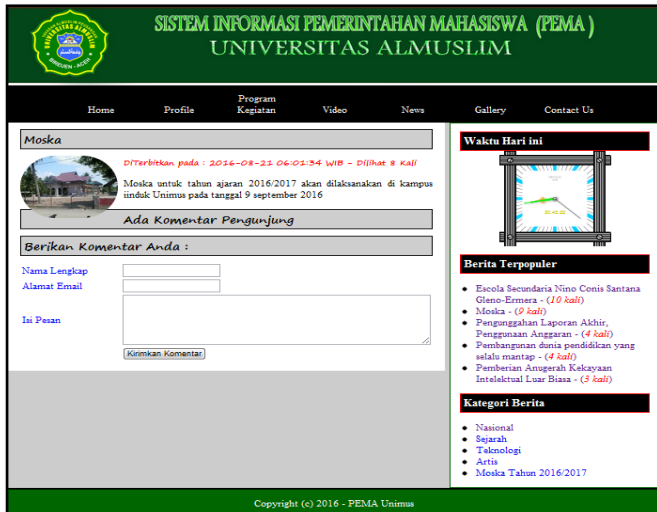 SISTEM INFORMASI PEMERINTAHAN MAHASISWA (PEMA )
UNIVERSITAS ALMUSLIM
Home
Profile
Program
Kegiatan
Video
News
Gallery
Contact Us
Moska
DiTerbitkan pada : 2016-08-21 06:01:34 WIB - Dilihat 8 Kali
Moska untuk tahun ajaran 2016/2017 akan dilaksanakan di kampus
iinduk Unimus pada tanggal 9 september 2016
Ada Komentar Pengunjung
Berikan Komentar Anda :
Nama Lengkap
Alamat Email
Isi Pesan
Kirimkan Komentar
Waktu Hari ini
Berita Terpopuler
Escola Secundaria Nino Conis Santana
Gleno-Ermera - (10 kali)
Moska - (9 kali)
Pengunggahan Laporan Akhir,
Penggunaan Anggaran - (4 kali)
Pembangunan dunia pendidikan yang
selalu mantap - (4 kali)
Pemberian Anugerah Kekayaan
Intelektual Luar Biasa - (3 kali)
Kategori Berita
Nasional
Sejarah
Teknologi
Artis
Moska Tahun 2016/2017
Copyright (c) 2016 - PEMA Unimus